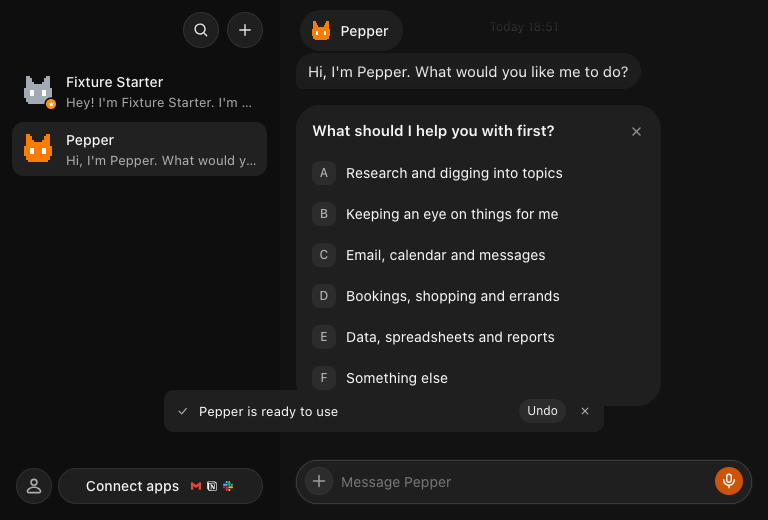 Fixture Starter
Hey! I'm Fixture Starter. I'm ...
Pepper
Hi, I'm Pepper. What would y...
Connect apps
Pepper
Today 18:51
Hi, I'm Pepper. What would you like me to do?
What should I help you with first?
A Research and digging into topics
B Keeping an eye on things for me
C Email, calendar and messages
D Bookings, shopping and errands
E Data, spreadsheets and reports
F Something else
Pepper is ready to use
Undo
Message Pepper